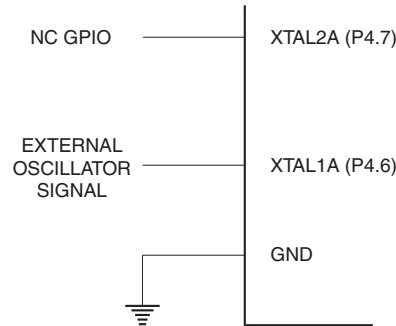 NC GPIO
XTAL2A (P4.7)
EXTERNAL
OSCILLATOR
SIGNAL
XTAL1A (P4.6)
GND